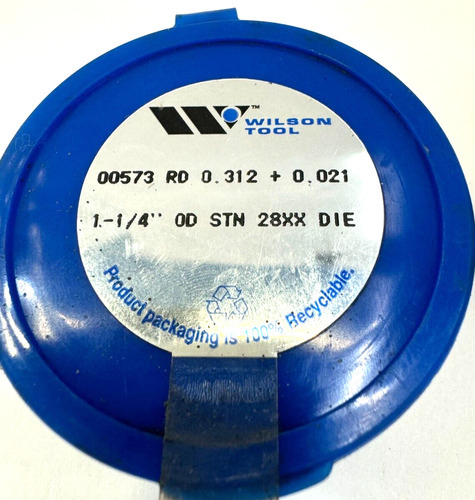 ™
WILSON
TOOL
00573 RD 0.312 + 0.021
1-1/4" OD STN 28XX DIE
Product packaging is 100% Recyclable.